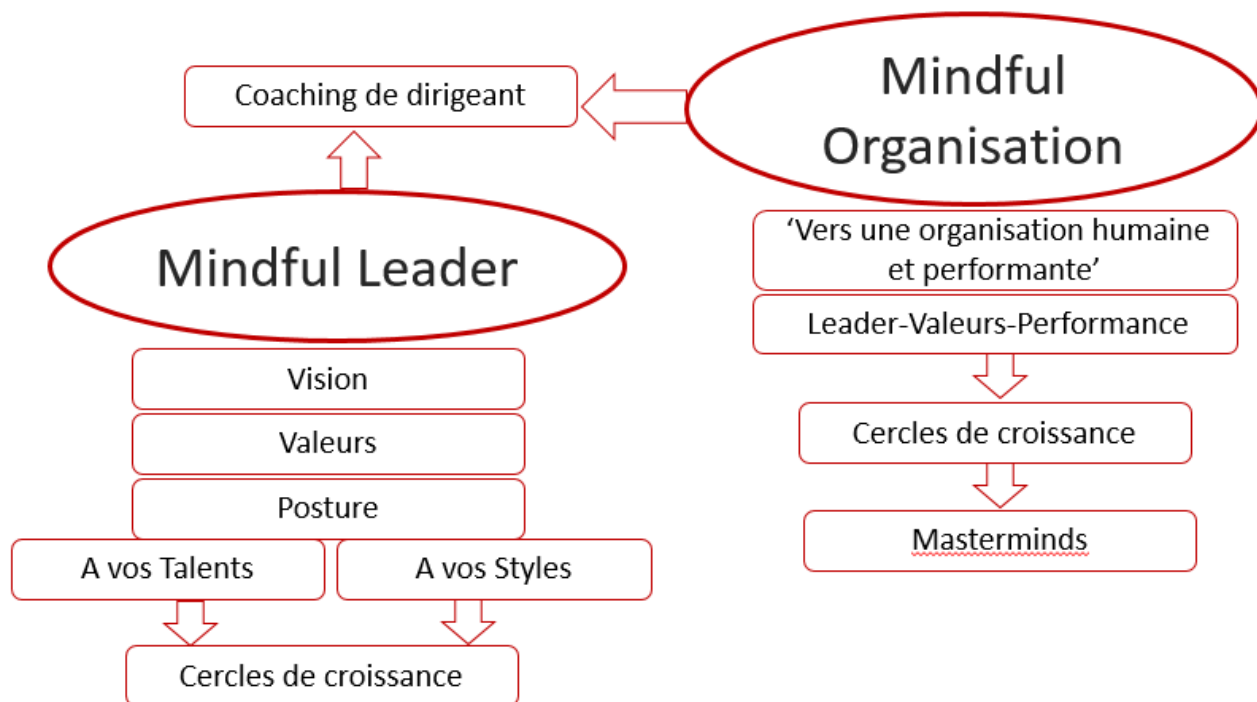 Coaching de dirigeant
Mindful
Organisation
Mindful Leader
‘Vers une organisation humaine
et performante’
Leader-Valeurs-Performance
Vision
Valeurs
Cercles de croissance
Posture
Masterminds
A vos Talents
A vos Styles
Cercles de croissance